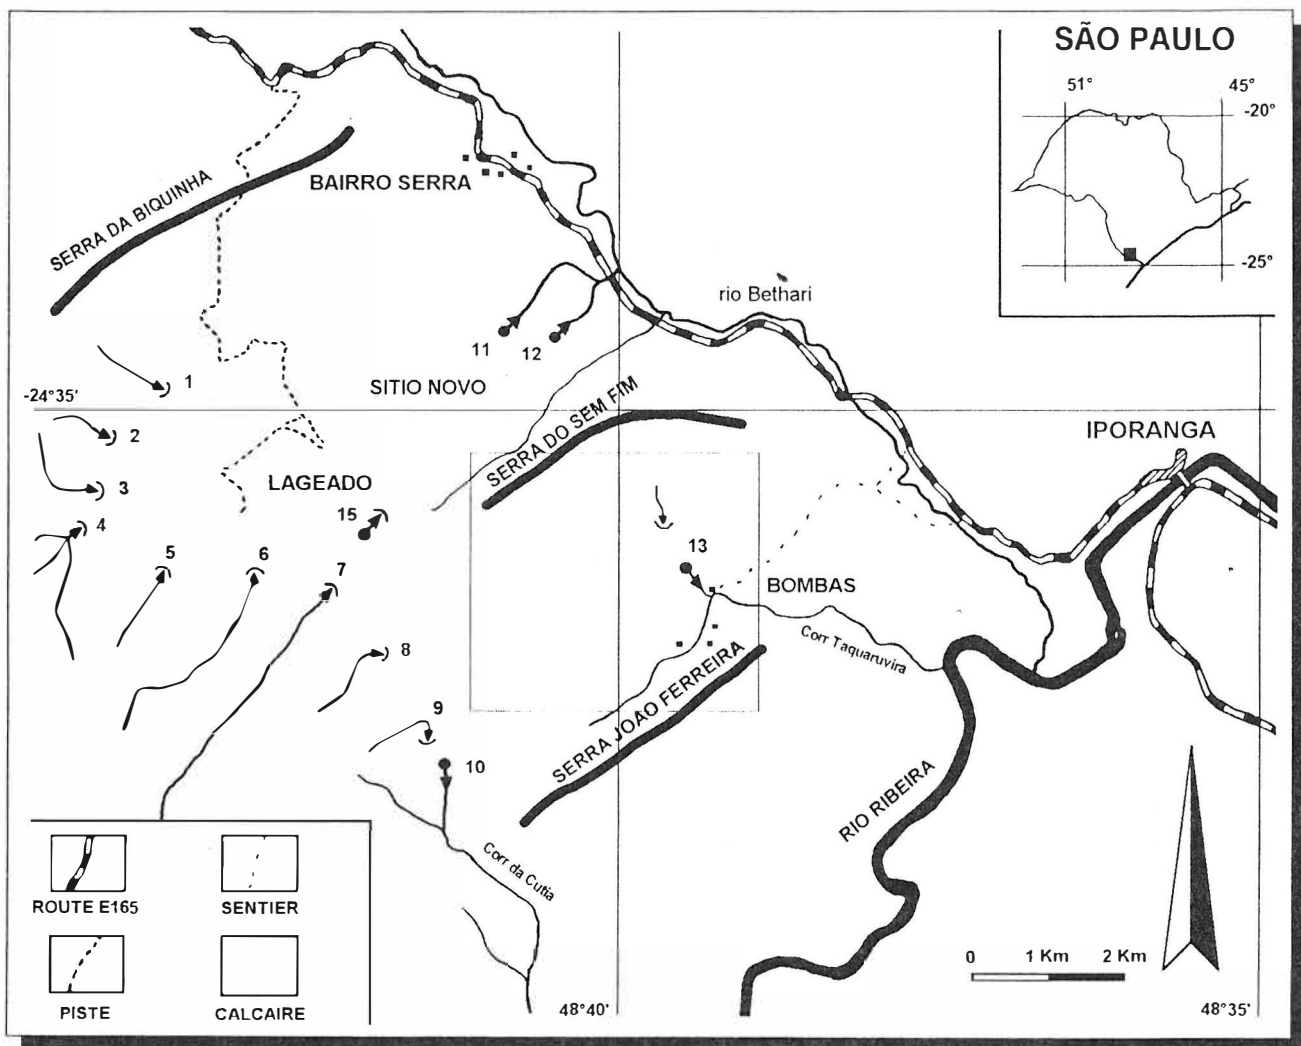 SÃO PAULO
51°
45°
-20°
-25°
SERRA DA BIQUINHA
BAIRRO SERRA
rio Bethari
11
12
1
-24°35'
SITIO NOVO
2
SERRA DO SEM FIM
IPORANGA
3
LAGEADO
15
4
5
6
7
13
BOMBAS
8
Corr Taquaruvira
SERRA JOAO FERREIRA
9
10
RIO RIBEIRA
Corr da Cutia
ROUTE E165
SENTIER
PISTE
CALCAIRE
0
1 Km
2 Km
48°40'
48°35'